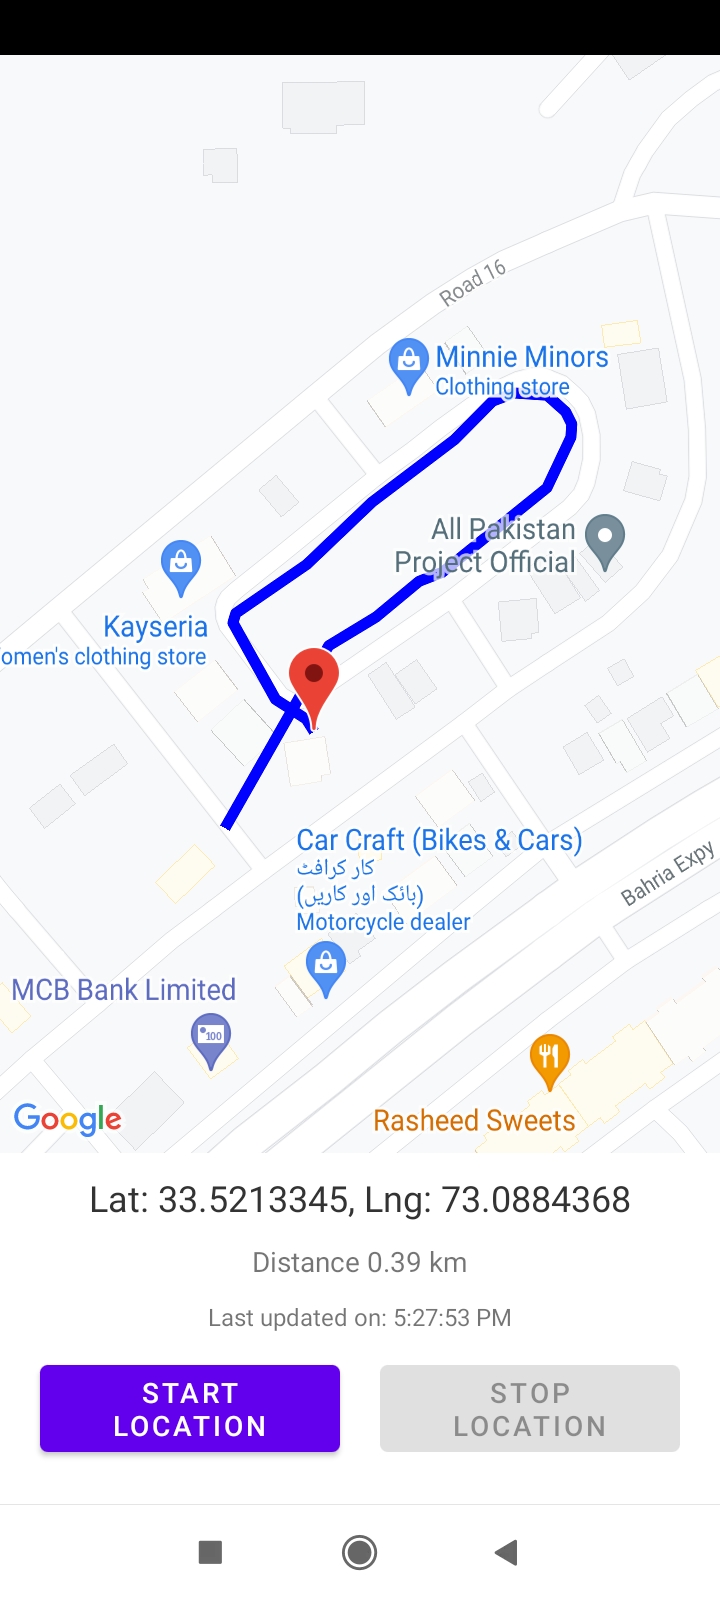 Road 16
Minnie Minors
Clothing store
All Pakistan
Project Official
Kayseria
omen's clothing store
Car Craft (Bikes & Cars)
کار کرافٹ
(بائک اور کاریں)
Motorcycle dealer
Bahria Expy
MCB Bank Limited
100
Rasheed Sweets
Google
Lat: 33.5213345, Lng: 73.0884368
Distance 0.39 km
Last updated on: 5:27:53 PM
START
LOCATION
STOP
LOCATION